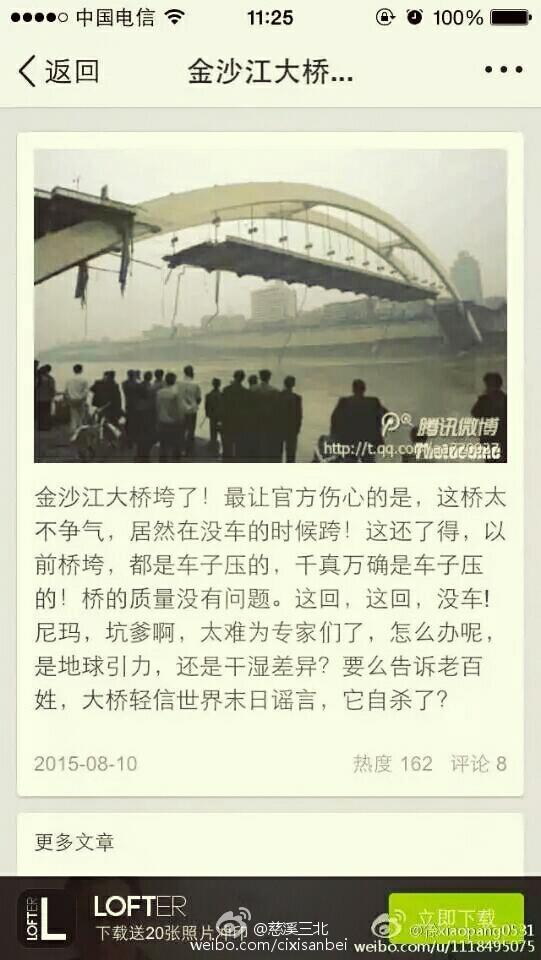 中国电信 11:25 100%
返回 金沙江大桥...
腾讯微博
PHOTOCOME
金沙江大桥垮了！最让官方伤心的是，这桥太
不争气，居然在没车的时候跨！这还了得，以
前桥垮，都是车子压的，千真万确是车子压
的！桥的质量没有问题。这回，这回，没车!
尼玛，坑爹啊，太难为专家们了，怎么办呢，
是地球引力，还是干湿差异？要么告诉老百
姓，大桥轻信世界末日谣言，它自杀了？
2015-08-10 热度 162 评论 8
更多文章
LOFTER
LOFTER
下载送20张照片冲印
立即下载
@慈溪三北
weibo.com/cixisanbei
weibo.com/u/1118495075